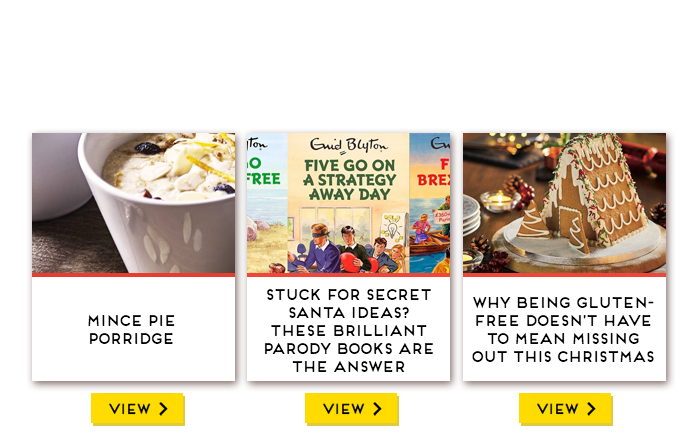 Enid Blyton
FREE
FIVE GO ON
A STRATEGY
AWAY DAY
MINCE PIE
PORRIDGE
STUCK FOR SECRET
SANTA IDEAS?
THESE BRILLIANT
PARODY BOOKS ARE
THE ANSWER
WHY BEING GLUTEN-
FREE DOESN'T HAVE
TO MEAN MISSING
OUT THIS CHRISTMAS
VIEW
VIEW
VIEW